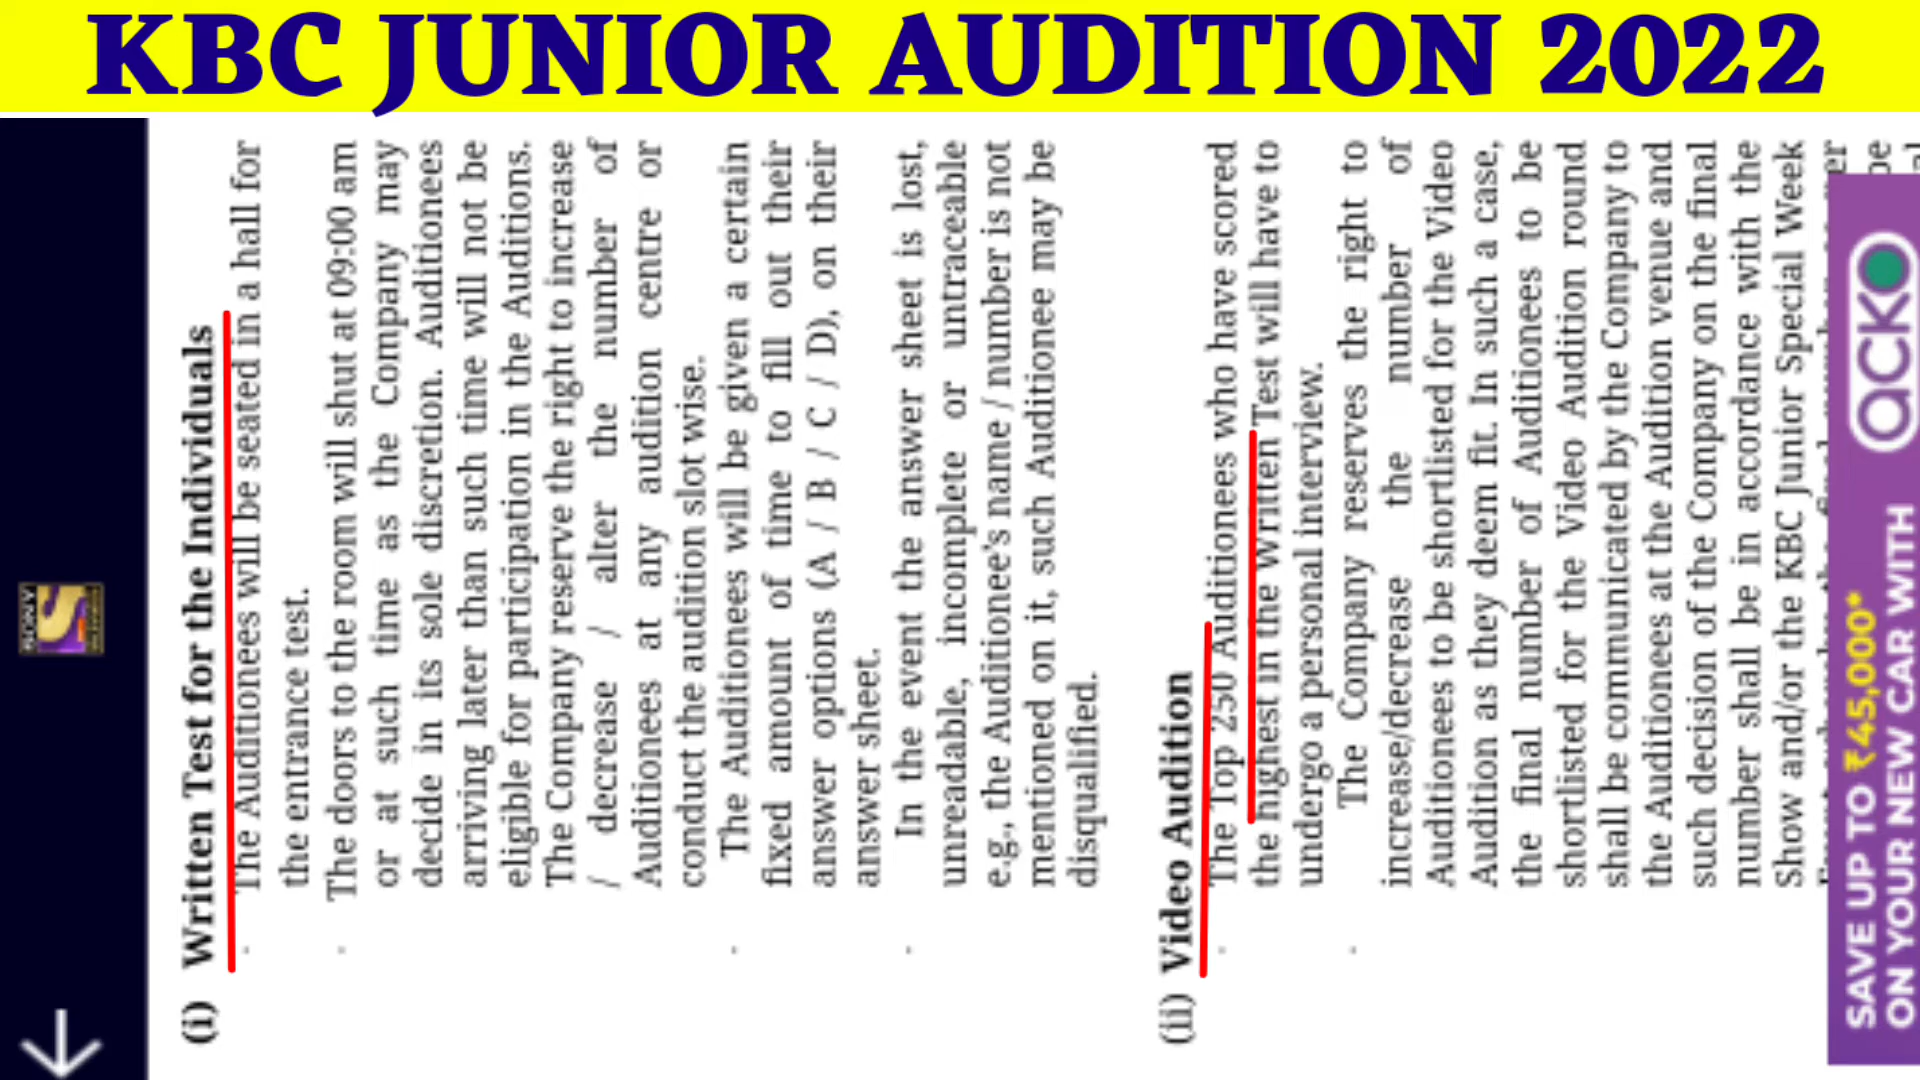 KBC JUNIOR AUDITION 2022
SONY
(i) Written Test for the Individuals
- The Auditionees will be seated in a hall for
the entrance test.
- The doors to the room will shut at 09:00 am
or at such time as the Company may
decide in its sole discretion. Auditionees
arriving later than such time will not be
eligible for participation in the Auditions.
The Company reserve the right to increase
/ decrease / alter the number of
Auditionees at any audition centre or
conduct the audition slot wise.
- The Auditionees will be given a certain
fixed amount of time to fill out their
answer options (A / B / C / D), on their
answer sheet.
- In the event the answer sheet is lost,
unreadable, incomplete or untraceable
e.g., the Auditionee's name / number is not
mentioned on it, such Auditionee may be
disqualified.
(ii) Video Audition
- The Top 250 Auditionees who have scored
the highest in the Written Test will have to
undergo a personal interview.
- The Company reserves the right to
increase/decrease the number of
Auditionees to be shortlisted for the Video
Audition as they deem fit. In such a case,
the final number of Auditionees to be
shortlisted for the Video Audition round
shall be communicated by the Company to
the Auditionees at the Audition venue and
such decision of the Company on the final
number shall be in accordance with the
Show and/or the KBC Junior Special Week
SAVE UP TO ₹45,000*
ON YOUR NEW CAR WITH
acko